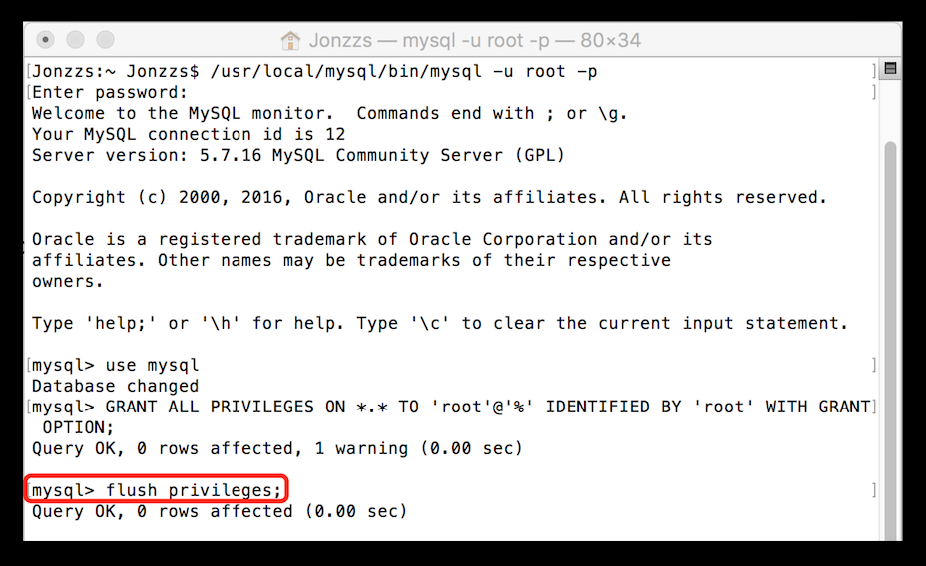 Jonzzs — mysql -u root -p — 80×34
[Jonzzs:~ Jonzzs$ /usr/local/mysql/bin/mysql -u root -p ]
[Enter password: ]
Welcome to the MySQL monitor.  Commands end with ; or \g.
Your MySQL connection id is 12
Server version: 5.7.16 MySQL Community Server (GPL)
Copyright (c) 2000, 2016, Oracle and/or its affiliates. All rights reserved.
Oracle is a registered trademark of Oracle Corporation and/or its
affiliates. Other names may be trademarks of their respective
owners.
Type 'help;' or '\h' for help. Type '\c' to clear the current input statement.
[mysql> use mysql ]
Database changed
[mysql> GRANT ALL PRIVILEGES ON *.* TO 'root'@'%' IDENTIFIED BY 'root' WITH GRANT]
 OPTION;
Query OK, 0 rows affected, 1 warning (0.00 sec)
[mysql> flush privileges; ]
Query OK, 0 rows affected (0.00 sec)